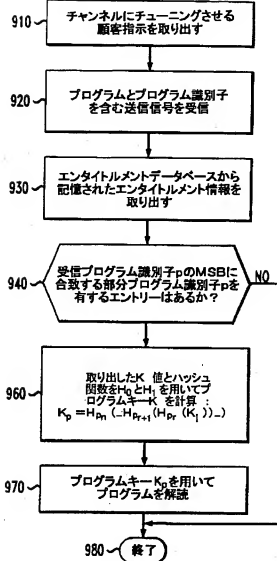 910
チャンネルにチューニングさせる
顧客指示を取り出す
920
プログラムとプログラム識別子
を含む送信信号を受信
930
エンタイトルメントデータベースから
記憶されたエンタイトルメント情報を
取り出す
940
受信プログラム識別子pのMSBに
合致する部分プログラム識別子pを
有するエントリーはあるか?
NO
960
取り出したK 値とハッシュ
関数をH₀とH₁を用いてプ
ログラムキーK を計算:
Kp=HPn(…HPr+1(HPr(KI))…)
970
プログラムキーKpを用いて
プログラムを解読
980
終了